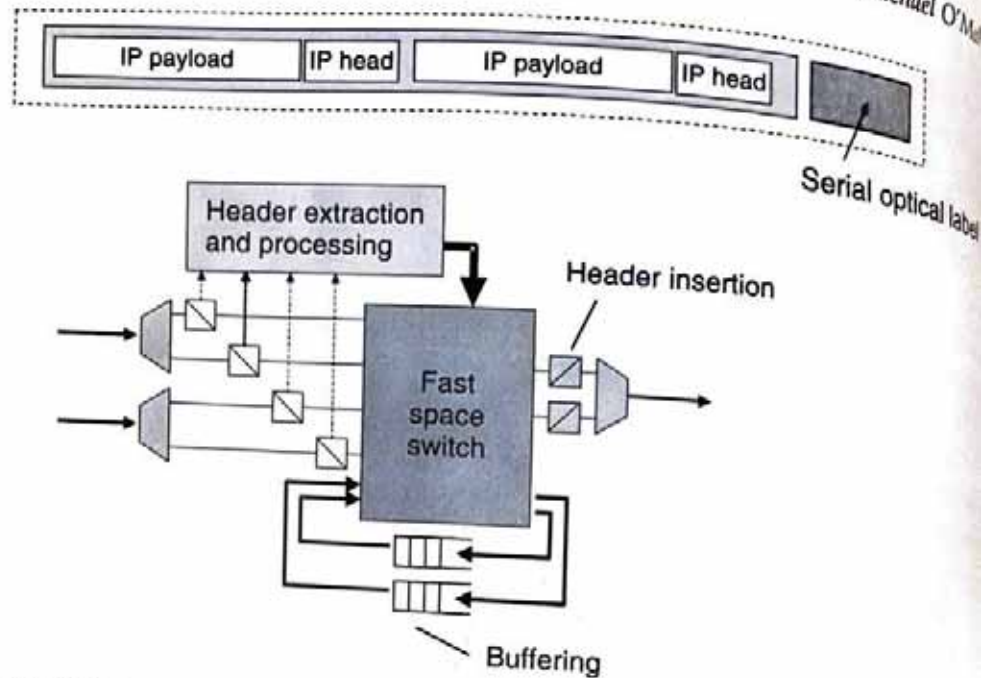 IP payload IP head IP payload IP head
Serial optical label
Header extraction
and processing
Header insertion
Fast
space
switch
Buffering